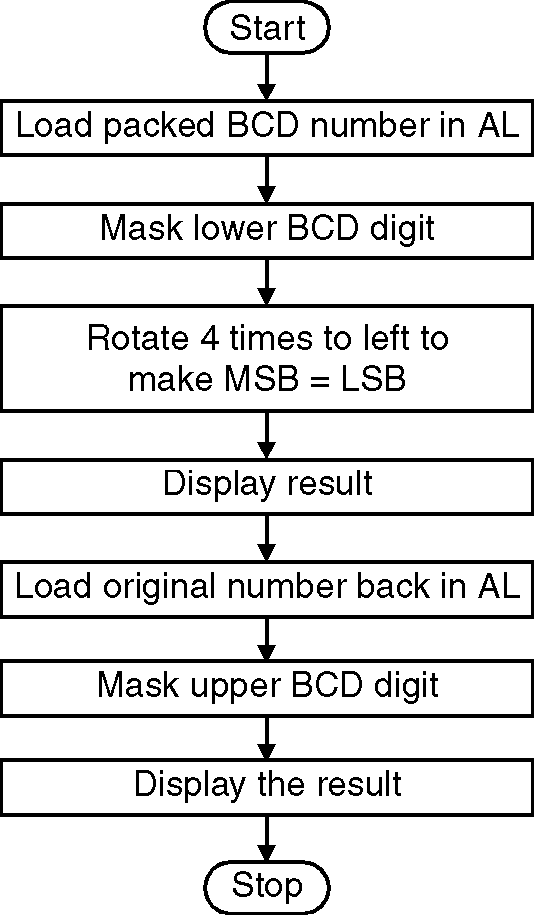 Start
Load packed BCD number in AL
Mask lower BCD digit
Rotate 4 times to left to
make MSB = LSB
Display result
Load original number back in AL
Mask upper BCD digit
Display the result
Stop